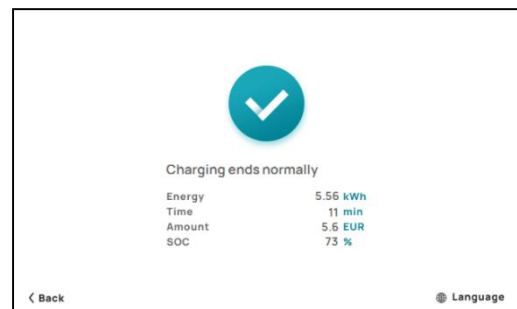 Charging ends normally
Energy 5.56 kWh
Time 11 min
Amount 5.6 EUR
SOC 73 %
Back Language